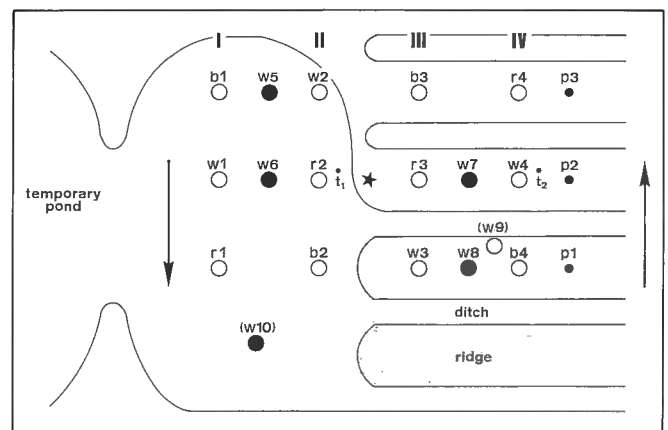 I II III IV
b1 w5 w2 b3 r4 p3
w1 w6 r2 t1 r3 w7 w4 t2 p2
temporary
pond
(w9)
r1 b2 w3 w8 b4 p1
ditch
(w10)
ridge